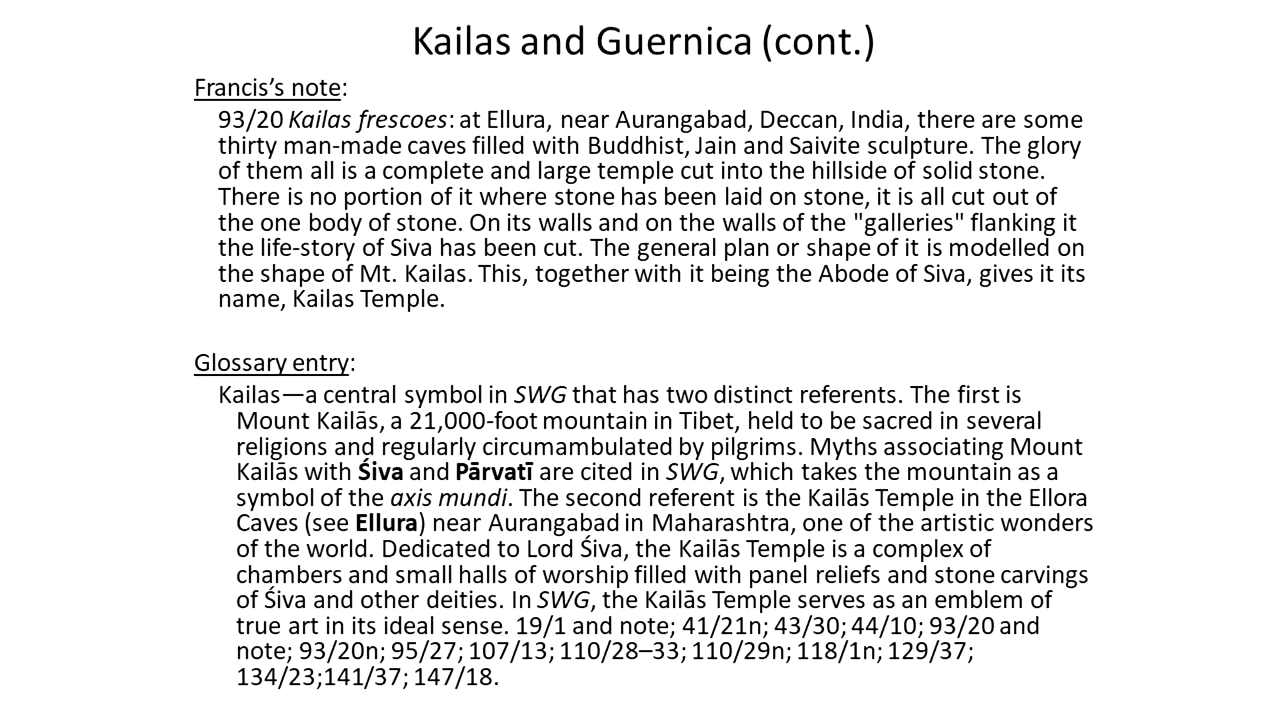 Kailas and Guernica (cont.)
Francis’s note:
93/20 Kailas frescoes: at Ellura, near Aurangabad, Deccan, India, there are some
thirty man-made caves filled with Buddhist, Jain and Saivite sculpture. The glory
of them all is a complete and large temple cut into the hillside of solid stone.
There is no portion of it where stone has been laid on stone, it is all cut out of
the one body of stone. On its walls and on the walls of the "galleries" flanking it
the life-story of Siva has been cut. The general plan or shape of it is modelled on
the shape of Mt. Kailas. This, together with it being the Abode of Siva, gives it its
name, Kailas Temple.
Glossary entry:
Kailas—a central symbol in SWG that has two distinct referents. The first is
Mount Kailās, a 21,000-foot mountain in Tibet, held to be sacred in several
religions and regularly circumambulated by pilgrims. Myths associating Mount
Kailās with Śiva and Pārvatī are cited in SWG, which takes the mountain as a
symbol of the axis mundi. The second referent is the Kailās Temple in the Ellora
Caves (see Ellura) near Aurangabad in Maharashtra, one of the artistic wonders
of the world. Dedicated to Lord Śiva, the Kailās Temple is a complex of
chambers and small halls of worship filled with panel reliefs and stone carvings
of Śiva and other deities. In SWG, the Kailās Temple serves as an emblem of
true art in its ideal sense. 19/1 and note; 41/21n; 43/30; 44/10; 93/20 and
note; 93/20n; 95/27; 107/13; 110/28–33; 110/29n; 118/1n; 129/37;
134/23;141/37; 147/18.